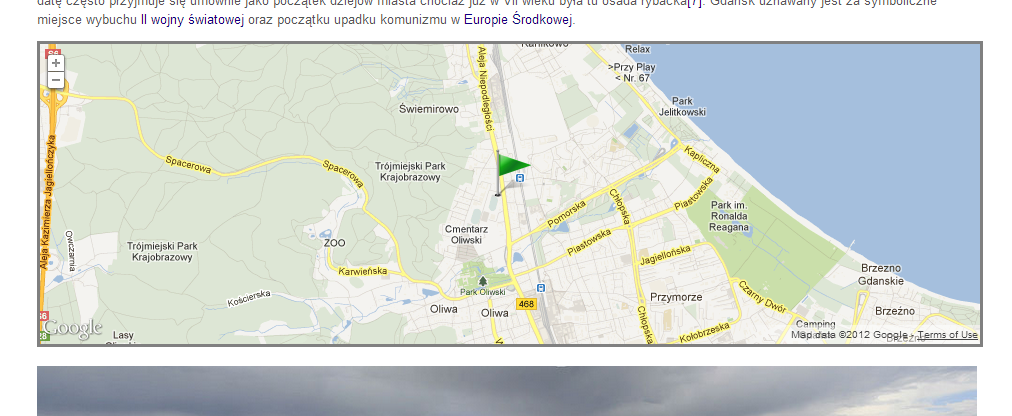 datę często przyjmuje się umownie jako początek dziejów miasta chociaż już w VII wieku była tu osada rybacka[7]. Gdańsk uznawany jest za symboliczne
miejsce wybuchu II wojny światowej oraz początku upadku komunizmu w Europie Środkowej.
S6
+
−
Karlikowo
Relax
>Przy Play
< Nr. 67
Park
Jelitkowski
Aleja Niepodległości
Świemirowo
Spacerowa
Spacerowa
Trójmiejski Park
Krajobrazowy
Kapliczna
Aleja Kazimierza Jagiellończyka
Chłopska
Piastowska
Pomorska
Park im.
Ronalda
Reagana
Owczarnia
Trójmiejski Park
Krajobrazowy
ZOO
Cmentarz
Oliwski
Piastowska
Jagiellońska
Karwieńska
Park Oliwski
Brzezno
Gdanskie
Kościerska
Czarny Dwór
Przymorze
468
Oliwa
Oliwa
Chłopska
Brzeźno
S6
Google
Lasy
Kołobrzeska
Camping
Map data ©2012 Google - Terms of Use